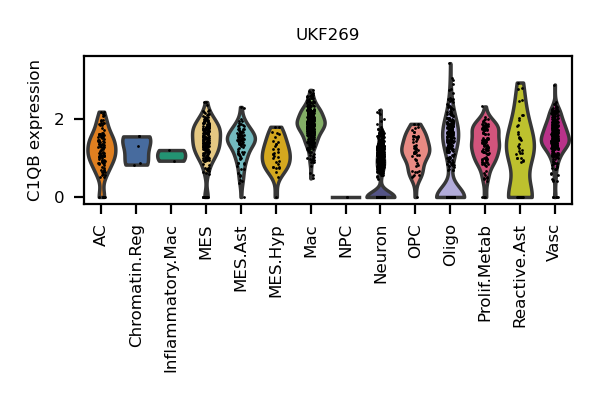 UKF269
C1QB expression
2
0
AC
Chromatin.Reg
Inflammatory.Mac
MES
MES.Ast
MES.Hyp
Mac
NPC
Neuron
OPC
Oligo
Prolif.Metab
Reactive.Ast
Vasc